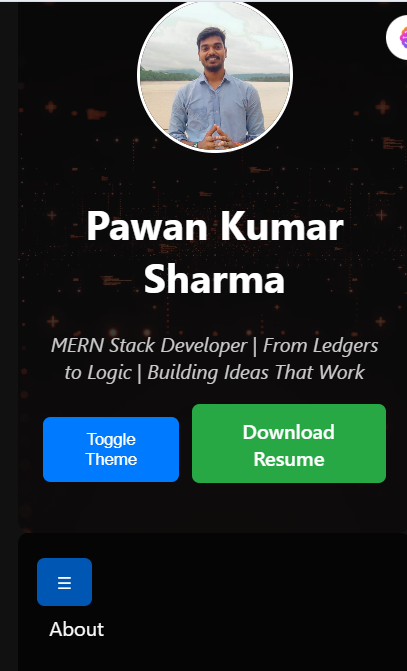 Pawan Kumar
Sharma
MERN Stack Developer | From Ledgers
to Logic | Building Ideas That Work
Toggle
Theme
Download
Resume
☰
About